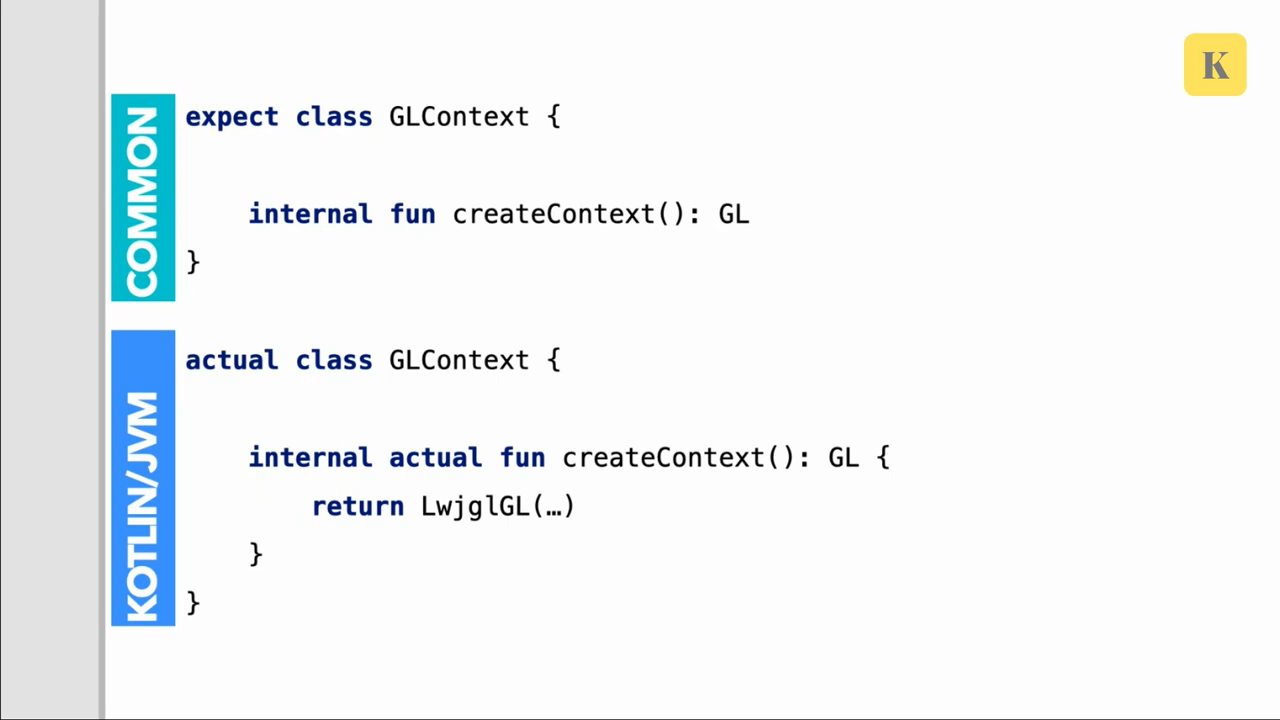 K
COMMON
expect class GLContext {
internal fun createContext(): GL
}
KOTLIN/JVM
actual class GLContext {
internal actual fun createContext(): GL {
return LwjglGL(…)
}
}